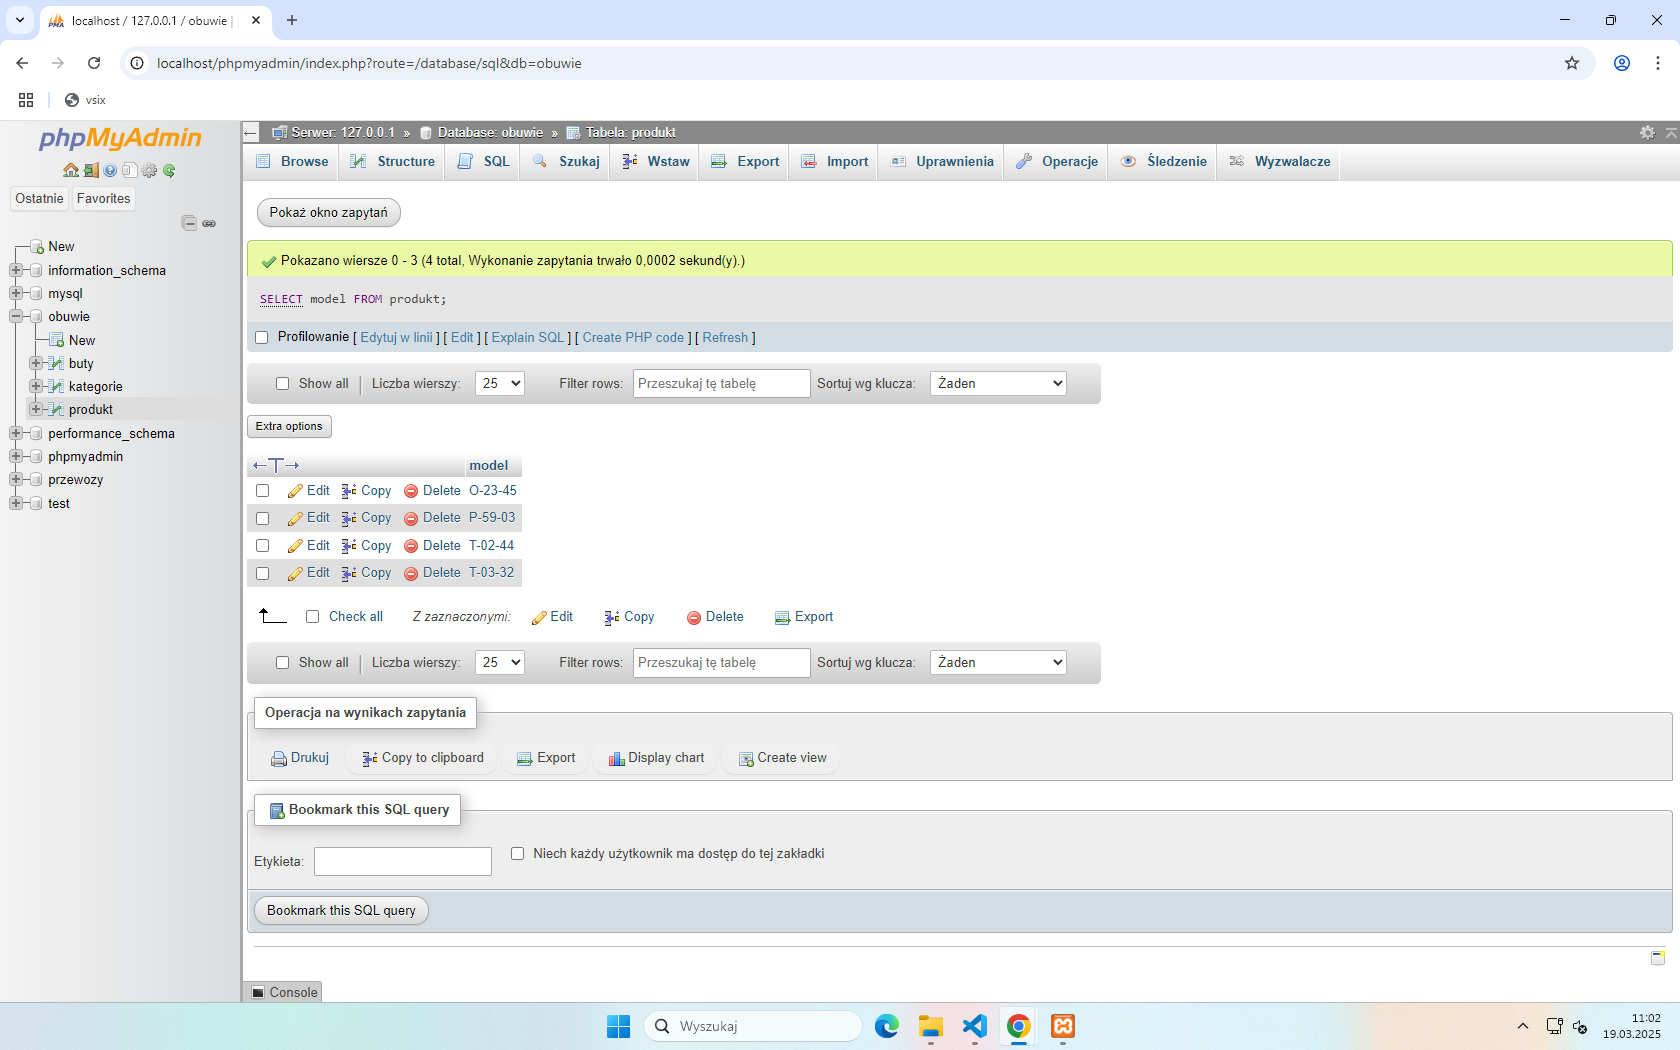 localhost / 127.0.0.1 / obuwie |
localhost/phpmyadmin/index.php?route=/database/sql&db=obuwie
vsix
phpMyAdmin
Ostatnie Favorites
New
information_schema
mysql
obuwie
New
buty
kategorie
produkt
performance_schema
phpmyadmin
przewozy
test
Serwer: 127.0.0.1 » Database: obuwie » Tabela: produkt
Browse Structure SQL Szukaj Wstaw Export Import Uprawnienia Operacje Śledzenie Wyzwalacze
Pokaż okno zapytań
Pokazano wiersze 0 - 3 (4 total, Wykonanie zapytania trwało 0,0002 sekund(y).)
SELECT model FROM produkt;
Profilowanie [ Edytuj w linii ] [ Edit ] [ Explain SQL ] [ Create PHP code ] [ Refresh ]
Show all Liczba wierszy: 25 Filter rows: Przeszukaj tę tabelę Sortuj wg klucza: Żaden
Extra options
←T→ model
Edit Copy Delete O-23-45
Edit Copy Delete P-59-03
Edit Copy Delete T-02-44
Edit Copy Delete T-03-32
Check all Z zaznaczonymi: Edit Copy Delete Export
Show all Liczba wierszy: 25 Filter rows: Przeszukaj tę tabelę Sortuj wg klucza: Żaden
Operacja na wynikach zapytania
Drukuj Copy to clipboard Export Display chart Create view
Bookmark this SQL query
Etykieta: Niech każdy użytkownik ma dostęp do tej zakładki
Bookmark this SQL query
Console
Wyszukaj
11:02
19.03.2025